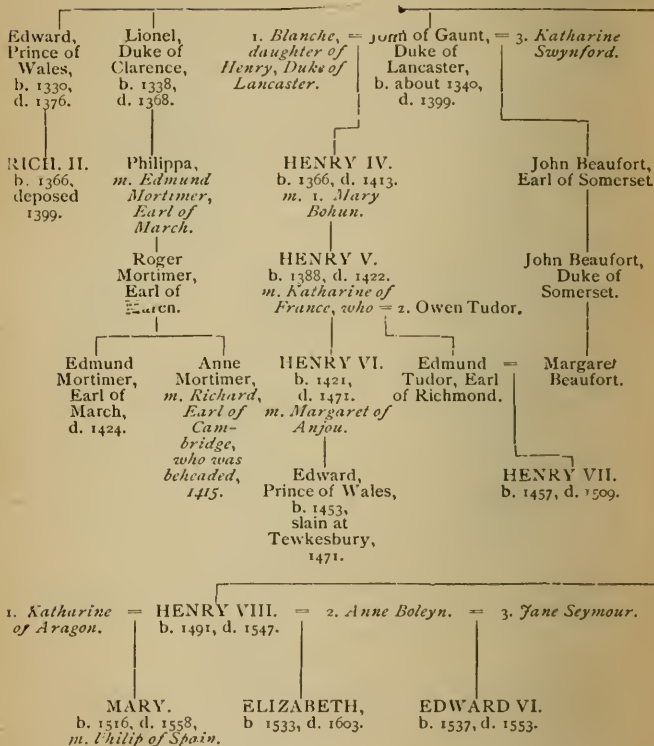 Edward,
Prince of
Wales,
b. 1330,
d. 1376.
Lionel,
Duke of
Clarence,
b. 1338,
d. 1368.
1. Blanche, =
daughter of
Henry, Duke of
Lancaster.
John of Gaunt,
Duke of
Lancaster,
b. about 1340,
d. 1399.
= 3. Katharine
Swynford.
RICH. II.
b. 1366,
deposed
1399.
Philippa,
m. Edmund
Mortimer,
Earl of
March.
HENRY IV.
b. 1366, d. 1413.
m. 1. Mary
Bohun.
John Beaufort,
Earl of Somerset.
Roger
Mortimer,
Earl of
HENRY V.
b. 1388, d. 1422.
m. Katharine of
France, who = 2. Owen Tudor.
John Beaufort,
Duke of
Somerset.
Edmund
Mortimer,
Earl of
March,
d. 1424.
Anne
Mortimer,
m. Richard,
Earl of
Cam-
bridge,
who was
beheaded,
1415.
HENRY VI.
b. 1421,
d. 1471.
m. Margaret of
Anjou.
Edmund =
Tudor, Earl
of Richmond.
Margaret
Beaufort.
Edward,
Prince of Wales,
b. 1453,
slain at
Tewkesbury,
1471.
HENRY VII.
b. 1457, d. 1509.
1. Katharine = HENRY VIII. = 2. Anne Boleyn. = 3. Jane Seymour.
of Aragon. b. 1491, d. 1547.
MARY.
b. 1516, d. 1558,
m. Philip of Spain.
ELIZABETH,
b 1533, d. 1603.
EDWARD VI.
b. 1537, d. 1553.